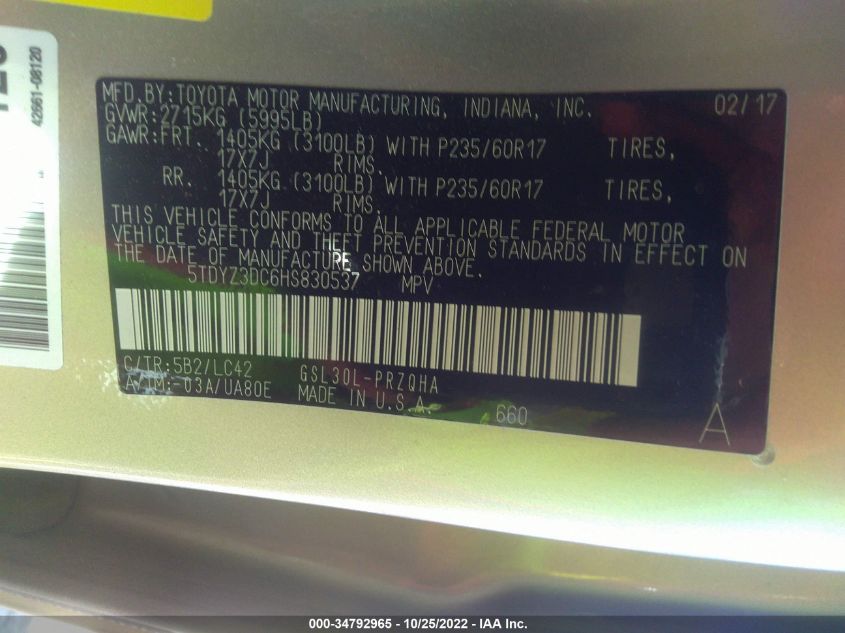 42661-08120
MFD. BY: TOYOTA MOTOR MANUFACTURING, INDIANA, INC. 02/17
GVWR: 2715KG (5995LB)
GAWR: FRT. 1405KG (3100LB) WITH P235/60R17 TIRES,
17X7J RIMS.
RR. 1405KG (3100LB) WITH P235/60R17 TIRES,
17X7J RIMS.
THIS VEHICLE CONFORMS TO ALL APPLICABLE FEDERAL MOTOR
VEHICLE SAFETY AND THEFT PREVENTION STANDARDS IN EFFECT ON
THE DATE OF MANUFACTURE SHOWN ABOVE.
5TDYZ3DC6HS830537 MPV
C/TR: 5B2/LC42 GSL30L-PRZQHA
A/TM: -03A/UA80E MADE IN U.S.A. 660 A
000-34792965 - 10/25/2022 - IAA Inc.